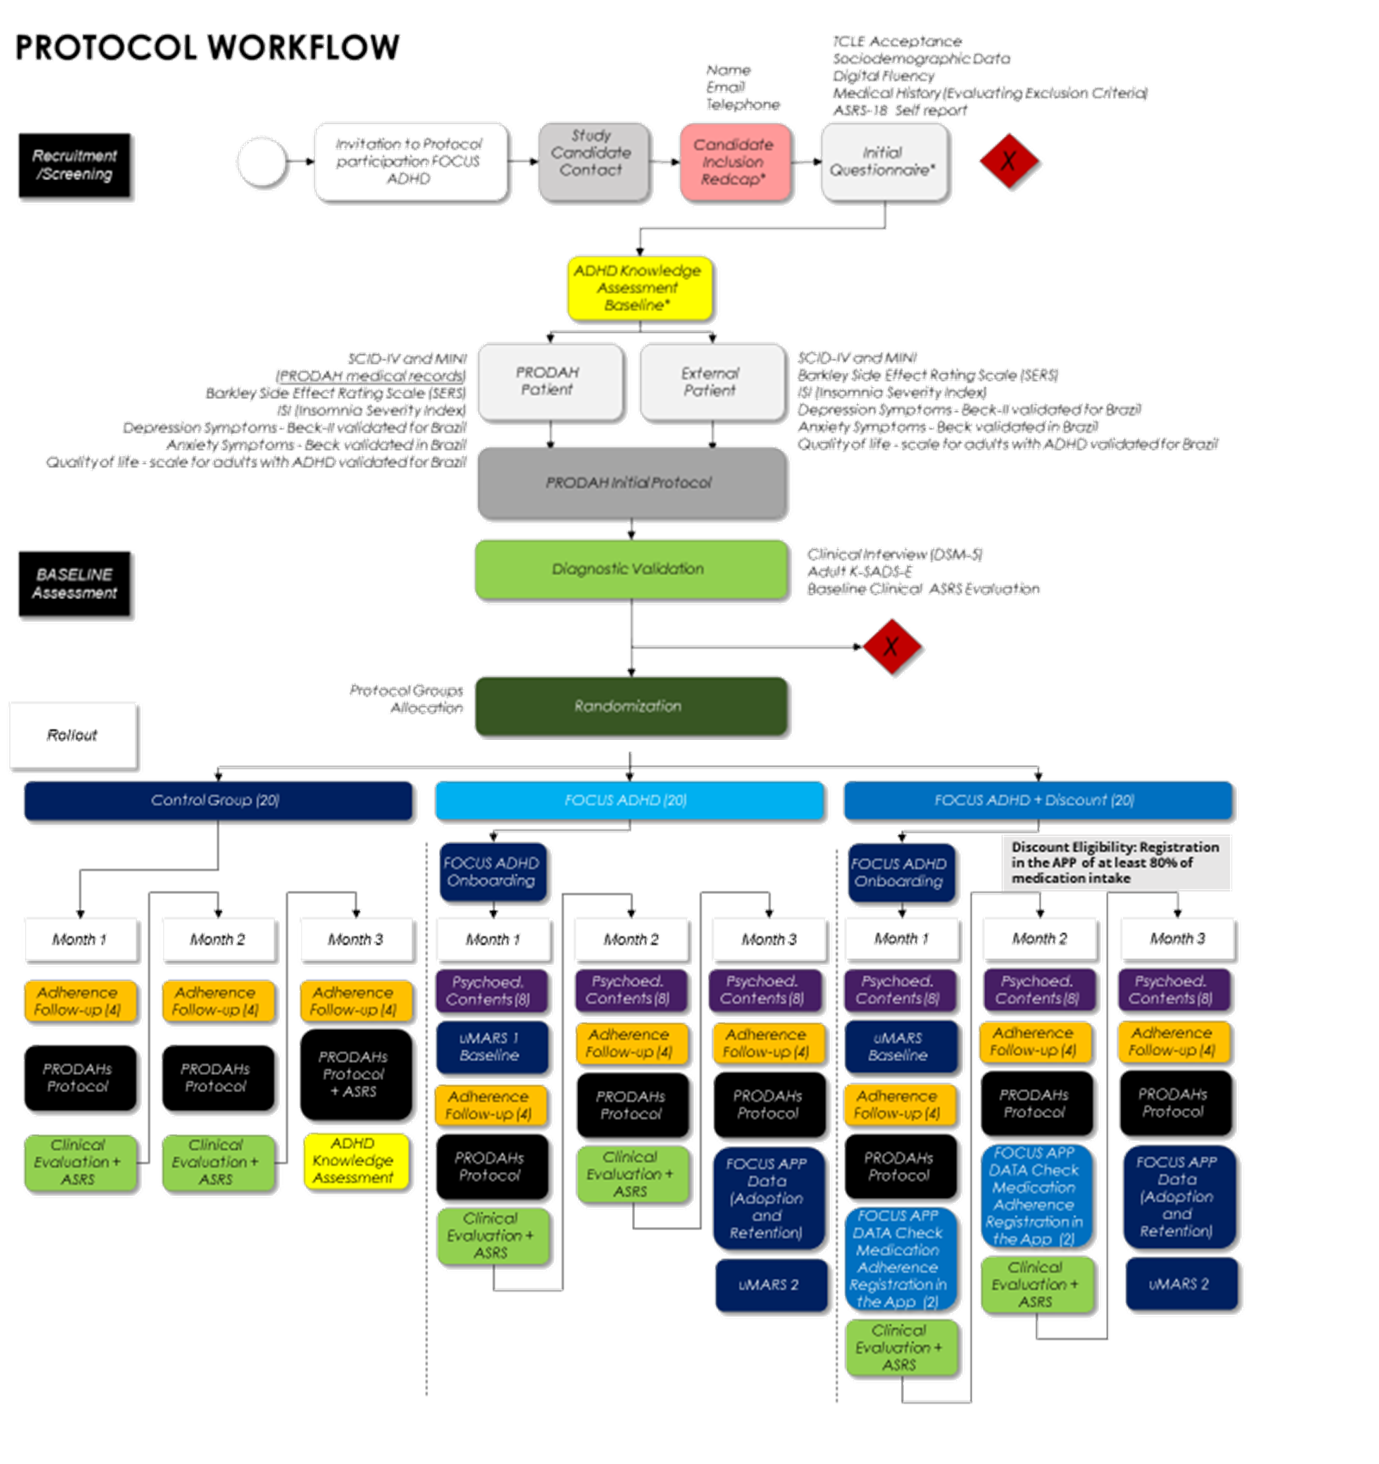 PROTOCOL WORKFLOW
TCLE Acceptance
Sociodemographic Data
Digital Fluency
Medical History (Evaluating Exclusion Criteria)
ASRS-18 Self report
Name
Email
Telephone
Recruitment
/Screening
Invitation to Protocol
participation FOCUS
ADHD
Study
Candidate
Contact
Candidate
Inclusion
Redcap*
Initial
Questionnaire*
X
ADHD Knowledge
Assessment
Baseline*
SCID-IV and MINI
(PRODAH medical records)
Barkley Side Effect Rating Scale (SERS)
ISI (Insomnia Severity Index)
Depression Symptoms - Beck-II validated for Brazil
Anxiety Symptoms - Beck validated in Brazil
Quality of life - scale for adults with ADHD validated for Brazil
PRODAH
Patient
External
Patient
SCID-IV and MINI
Barkley Side Effect Rating Scale (SERS)
ISI (Insomnia Severity Index)
Depression Symptoms - Beck-II validated for Brazil
Anxiety Symptoms - Beck validated in Brazil
Quality of life - scale for adults with ADHD validated for Brazil
PRODAH Initial Protocol
BASELINE
Assessment
Diagnostic Validation
Clinical Interview (DSM-5)
Adult K-SADS-E
Baseline Clinical ASRS Evaluation
X
Protocol Groups
Allocation
Randomization
Rollout
Control Group (20)
FOCUS ADHD (20)
FOCUS ADHD + Discount (20)
FOCUS ADHD
Onboarding
FOCUS ADHD
Onboarding
Discount Eligibility: Registration
in the APP of at least 80% of
medication intake
Month 1
Adherence
Follow-up (4)
PRODAHs
Protocol
Clinical
Evaluation +
ASRS
Month 2
Adherence
Follow-up (4)
PRODAHs
Protocol
Clinical
Evaluation +
ASRS
Month 3
Adherence
Follow-up (4)
PRODAHs
Protocol
+ ASRS
ADHD
Knowledge
Assessment
Month 1
Psychoed.
Contents (8)
uMARS 1
Baseline
Adherence
Follow-up (4)
PRODAHs
Protocol
Clinical
Evaluation +
ASRS
Month 2
Psychoed.
Contents (8)
Adherence
Follow-up (4)
PRODAHs
Protocol
Clinical
Evaluation +
ASRS
Month 3
Psychoed.
Contents (8)
Adherence
Follow-up (4)
PRODAHs
Protocol
FOCUS APP
Data
(Adoption
and
Retention)
uMARS 2
Month 1
Psychoed.
Contents (8)
uMARS
Baseline
Adherence
Follow-up (4)
PRODAHs
Protocol
FOCUS APP
DATA Check
Medication
Adherence
Registration in
the App (2)
Clinical
Evaluation +
ASRS
Month 2
Psychoed.
Contents (8)
Adherence
Follow-up (4)
PRODAHs
Protocol
FOCUS APP
DATA Check
Medication
Adherence
Registration in
the App (2)
Clinical
Evaluation +
ASRS
Month 3
Psychoed.
Contents (8)
Adherence
Follow-up (4)
PRODAHs
Protocol
FOCUS APP
Data
(Adoption
and
Retention)
uMARS 2